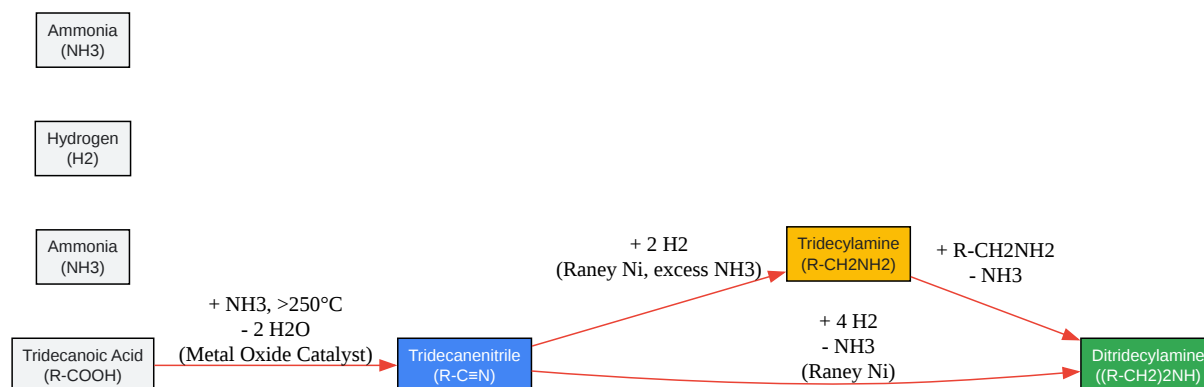 Ammonia
(NH3)
Hydrogen
(H2)
Ammonia
(NH3)
Tridecanoic Acid
(R-COOH)
+ NH3, >250°C
- 2 H2O
(Metal Oxide Catalyst)
Tridecanenitrile
(R-C≡N)
+ 2 H2
(Raney Ni, excess NH3)
Tridecylamine
(R-CH2NH2)
+ R-CH2NH2
- NH3
+ 4 H2
- NH3
(Raney Ni)
Ditridecylamine
((R-CH2)2NH)